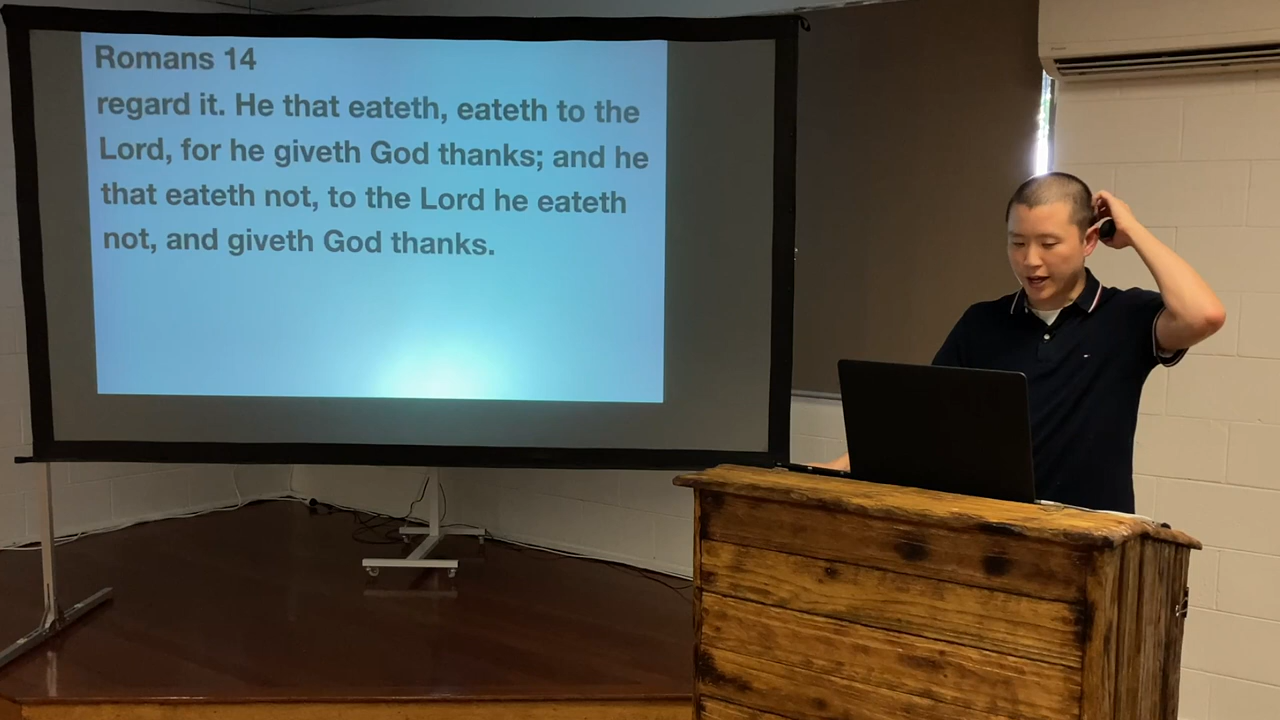 Romans 14
regard it. He that eateth, eateth to the
Lord, for he giveth God thanks; and he
that eateth not, to the Lord he eateth
not, and giveth God thanks.